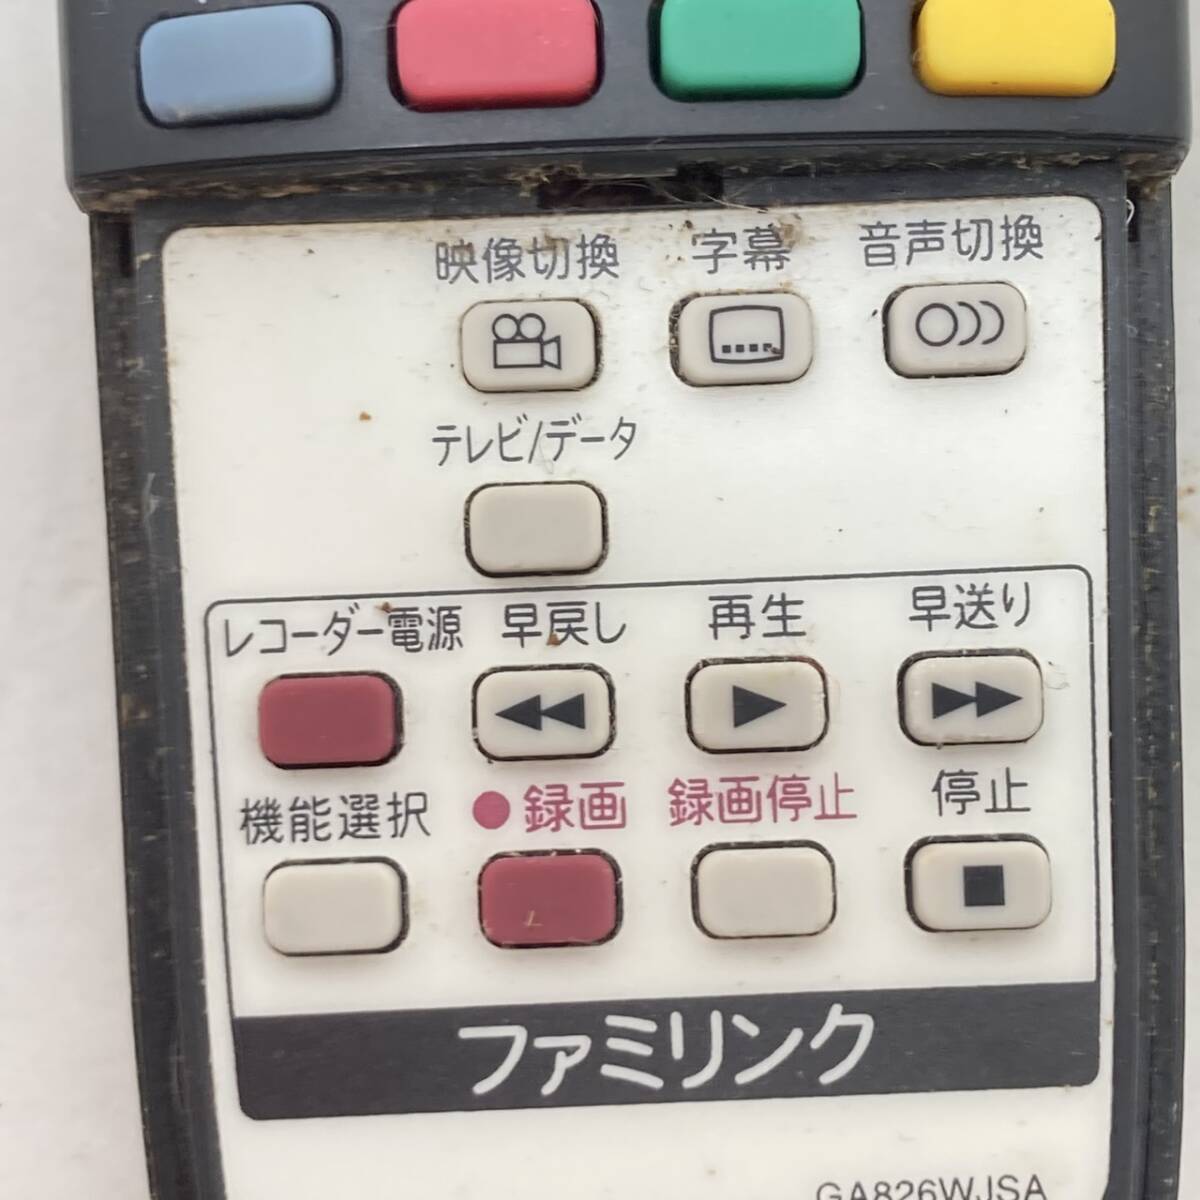 映像切換 字幕 音声切換
テレビ/データ
レコーダー電源 早戻し 再生 早送り
機能選択 ●録画 録画停止 停止
ファミリンク
GA826WJSA